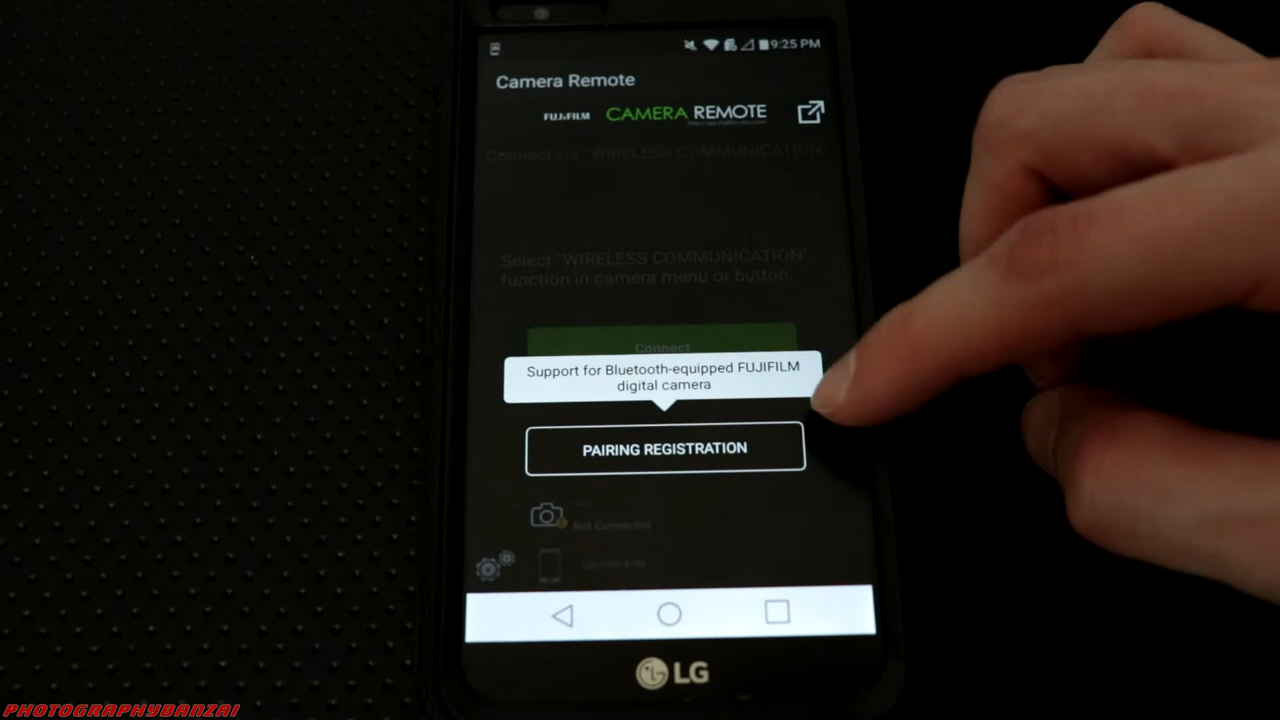 9:25 PM
Camera Remote
FUJIFILM CAMERA REMOTE
Connect via "WIRELESS COMMUNICATION"
Select "WIRELESS COMMUNICATION"
function in camera menu or button
Connect
Support for Bluetooth-equipped FUJIFILM
digital camera
PAIRING REGISTRATION
Not Connected
LG
PHOTOGRAPHYBANZAI